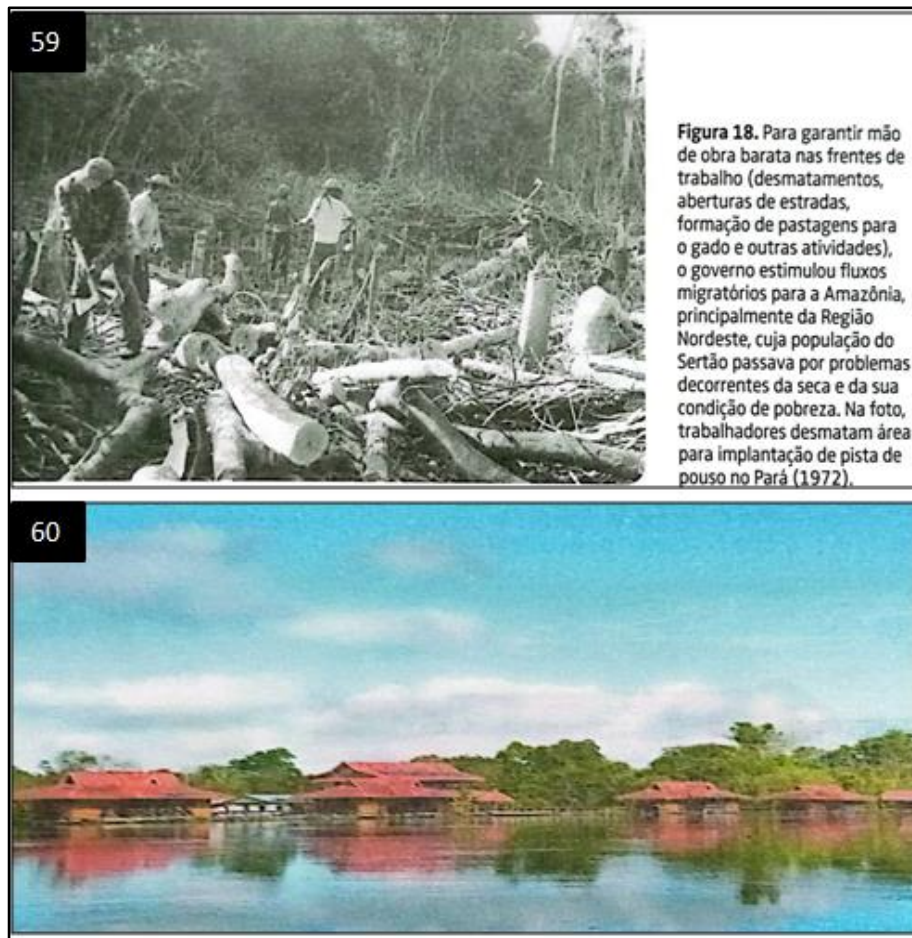 59
Figura 18. Para garantir mão
de obra barata nas frentes de
trabalho (desmatamentos,
aberturas de estradas,
formação de pastagens para
o gado e outras atividades),
o governo estimulou fluxos
migratórios para a Amazônia,
principalmente da Região
Nordeste, cuja população do
Sertão passava por problemas
decorrentes da seca e da sua
condição de pobreza. Na foto,
trabalhadores desmatam área
para implantação de pista de
pouso no Pará (1972).
60